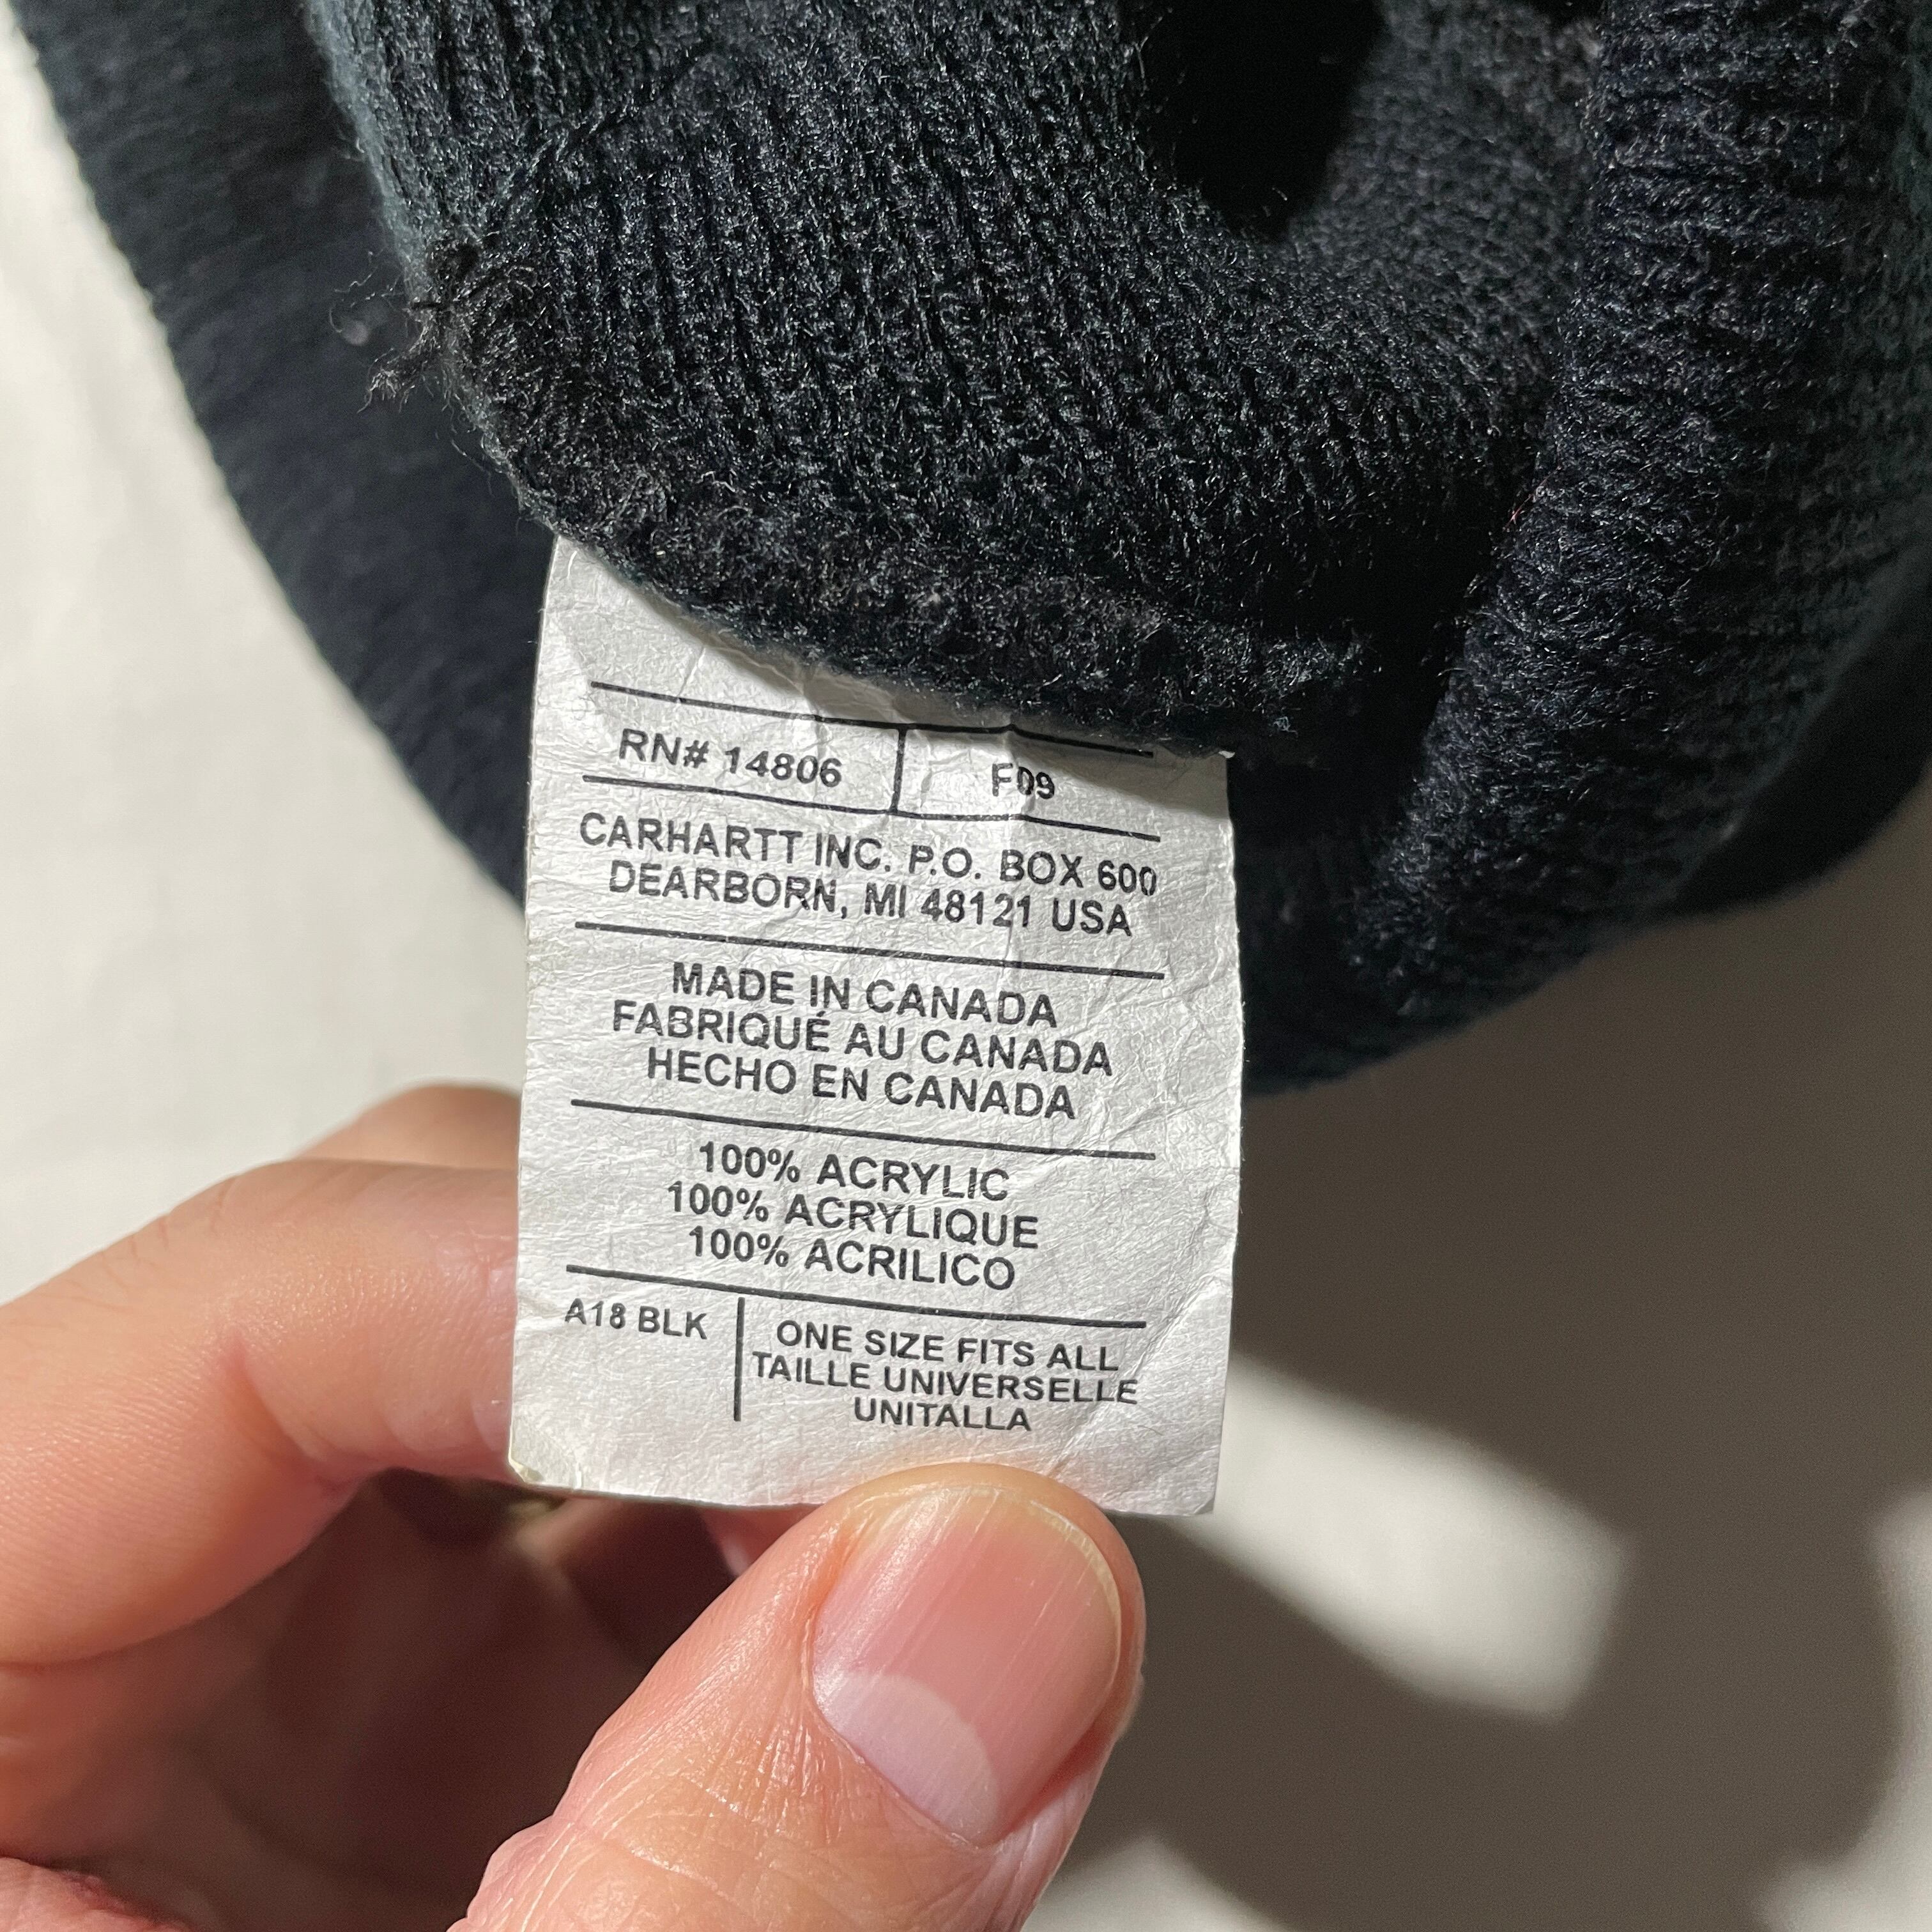 RN# 14806 F09
CARHARTT INC. P.O. BOX 600
DEARBORN, MI 48121 USA
MADE IN CANADA
FABRIQUÉ AU CANADA
HECHO EN CANADA
100% ACRYLIC
100% ACRYLIQUE
100% ACRILICO
A18 BLK
ONE SIZE FITS ALL
TAILLE UNIVERSELLE
UNITALLA